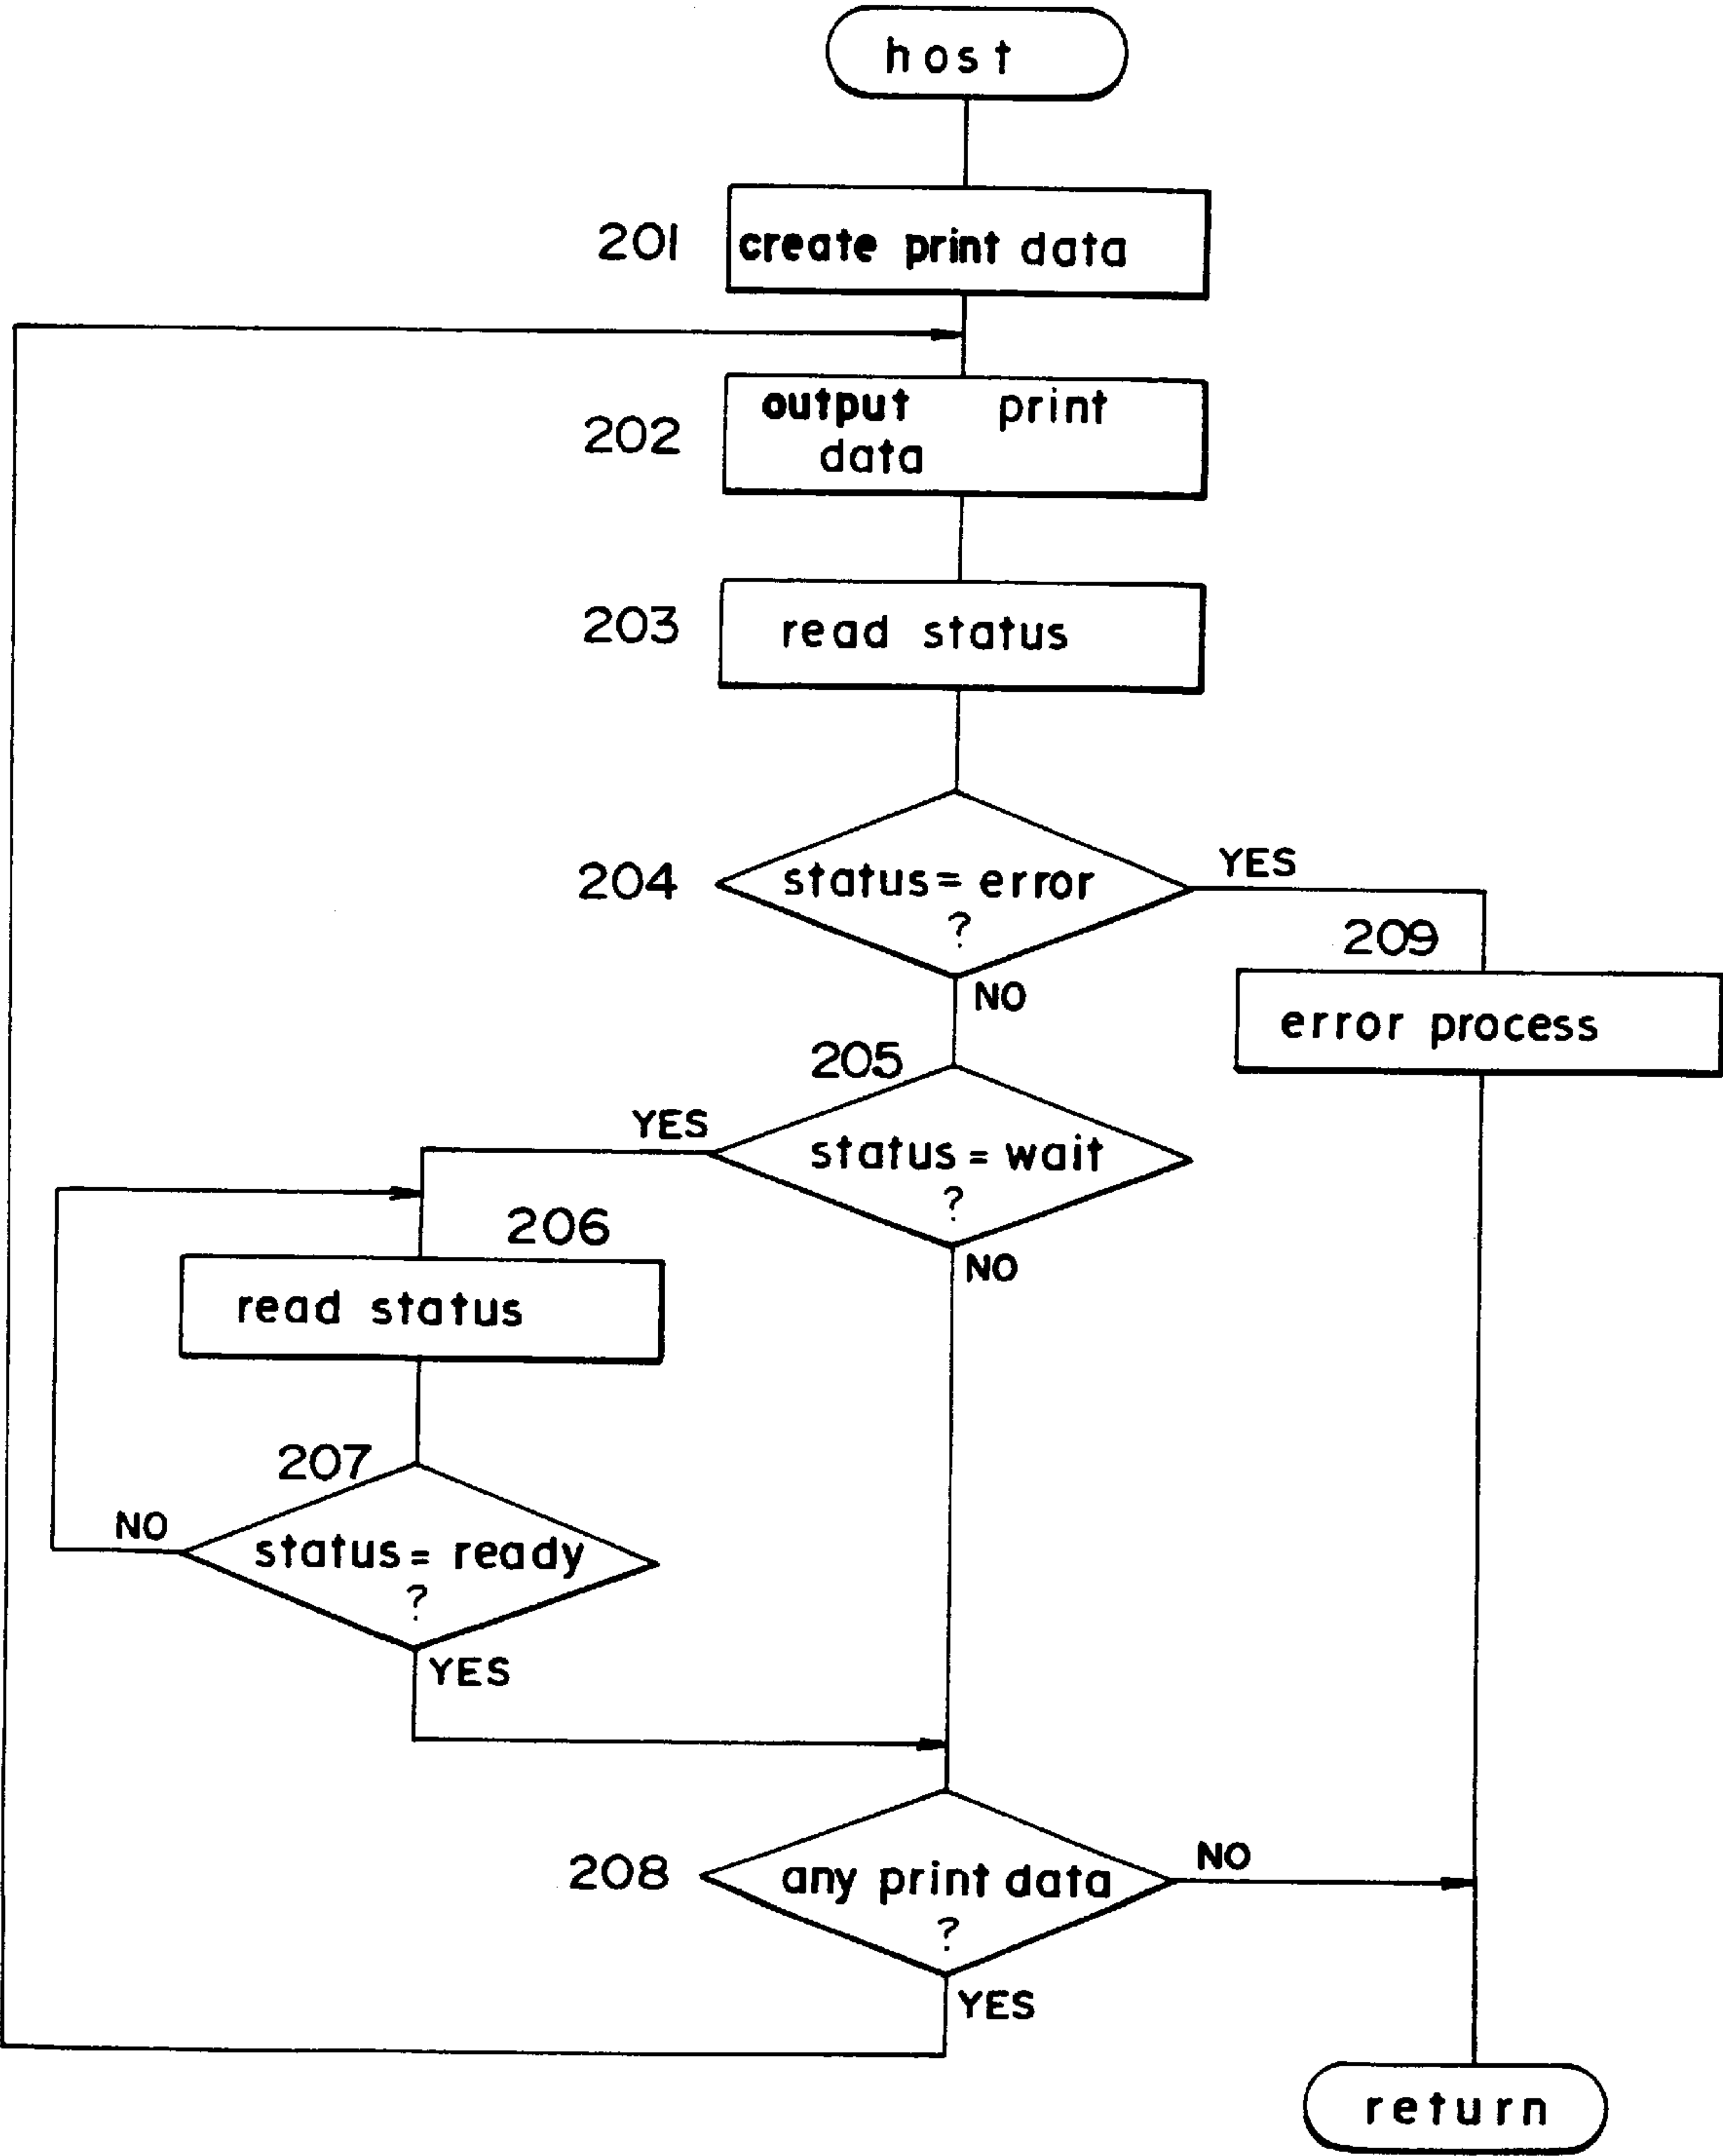 host
201
create print data
202
output print
data
203
read status
204
status = error
?
YES
NO
209
error process
205
YES
status = wait
?
NO
206
read status
207
NO
status = ready
?
YES
208
any print data
?
NO
YES
return